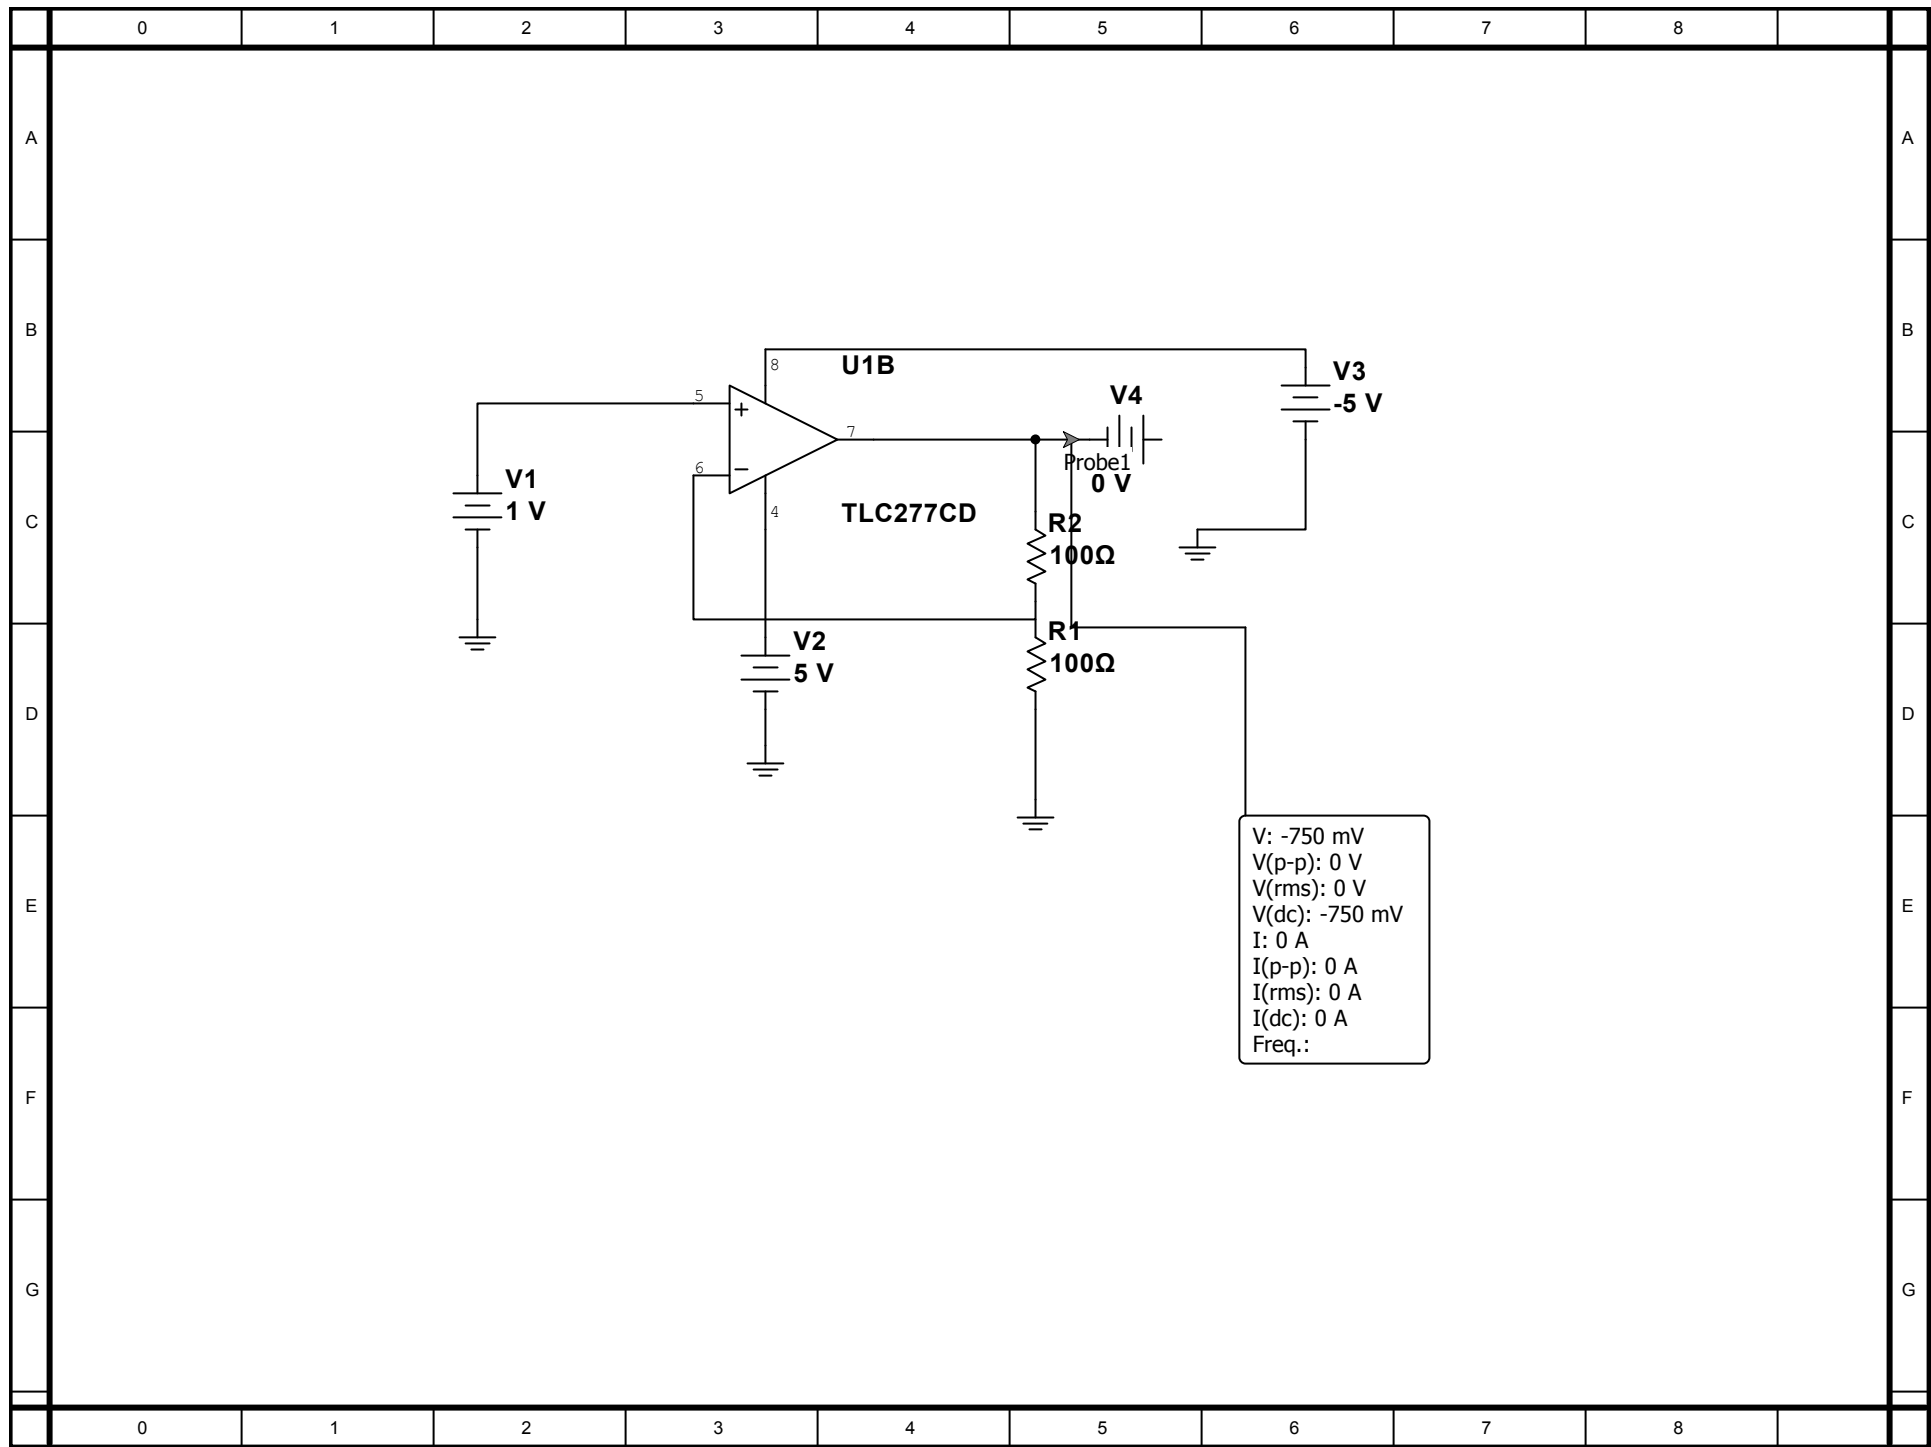 0 1 2 3 4 5 6 7 8
A A
B B
8
U1B
V3
-5 V
5
V4
7
Probe1
0 V
6
V1
1 V
4
TLC277CD
C C
R2
100Ω
V2
5 V
R1
100Ω
D D
V: -750 mV
V(p-p): 0 V
V(rms): 0 V
V(dc): -750 mV
I: 0 A
I(p-p): 0 A
I(rms): 0 A
I(dc): 0 A
Freq.:
E E
F F
G G
0 1 2 3 4 5 6 7 8